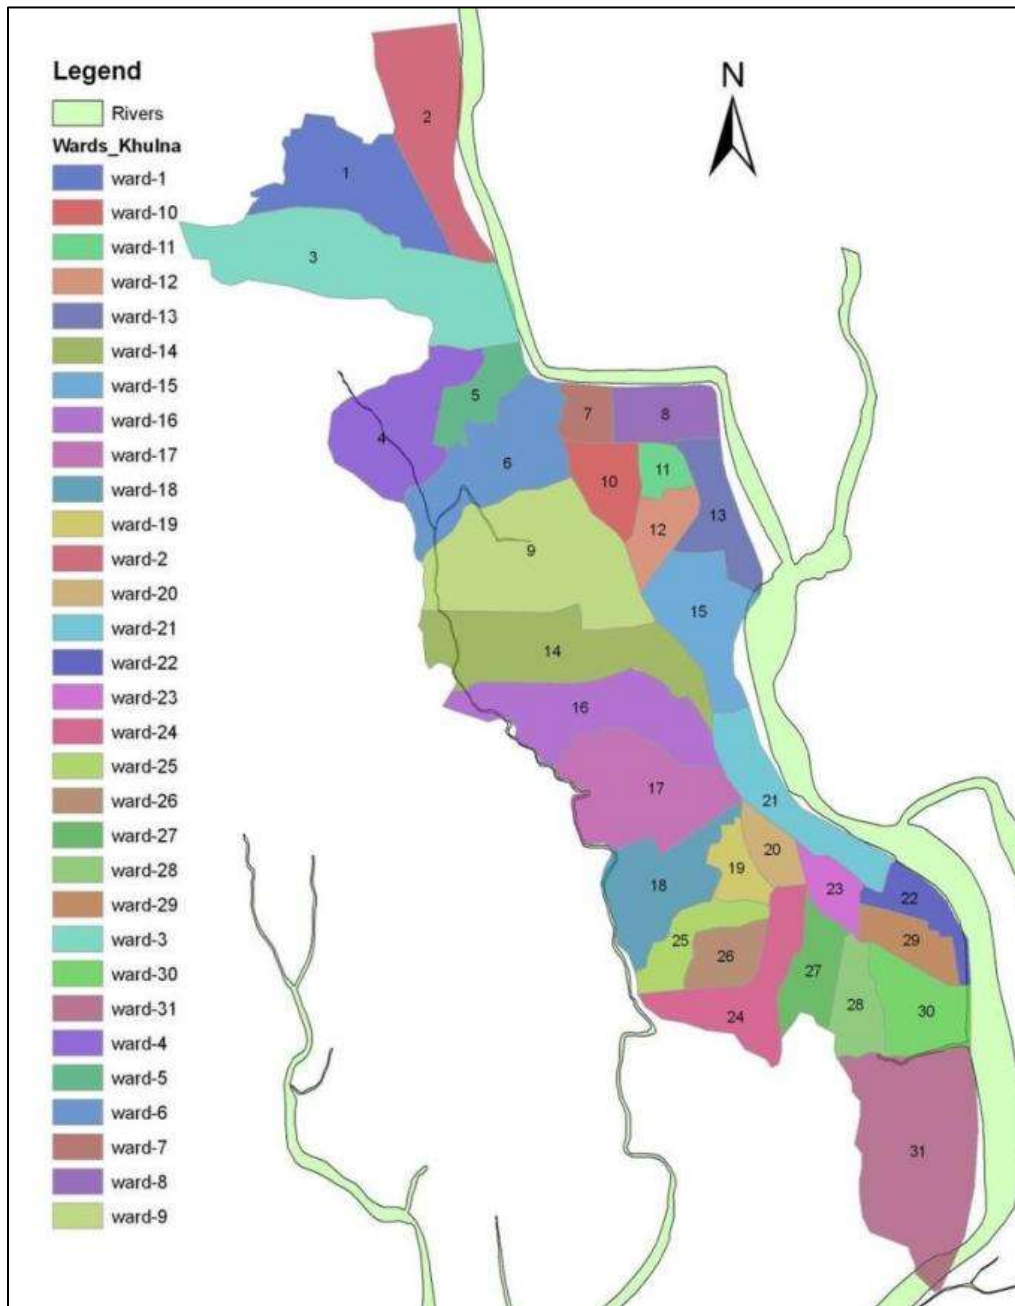 Legend
Rivers
Wards_Khulna
ward-1
ward-10
ward-11
ward-12
ward-13
ward-14
ward-15
ward-16
ward-17
ward-18
ward-19
ward-2
ward-20
ward-21
ward-22
ward-23
ward-24
ward-25
ward-26
ward-27
ward-28
ward-29
ward-3
ward-30
ward-31
ward-4
ward-5
ward-6
ward-7
ward-8
ward-9
N
2
1
3
5
4
7
8
6
10
11
12
13
9
15
14
16
17
21
20
19
18
23
22
25
26
29
27
28
24
30
31